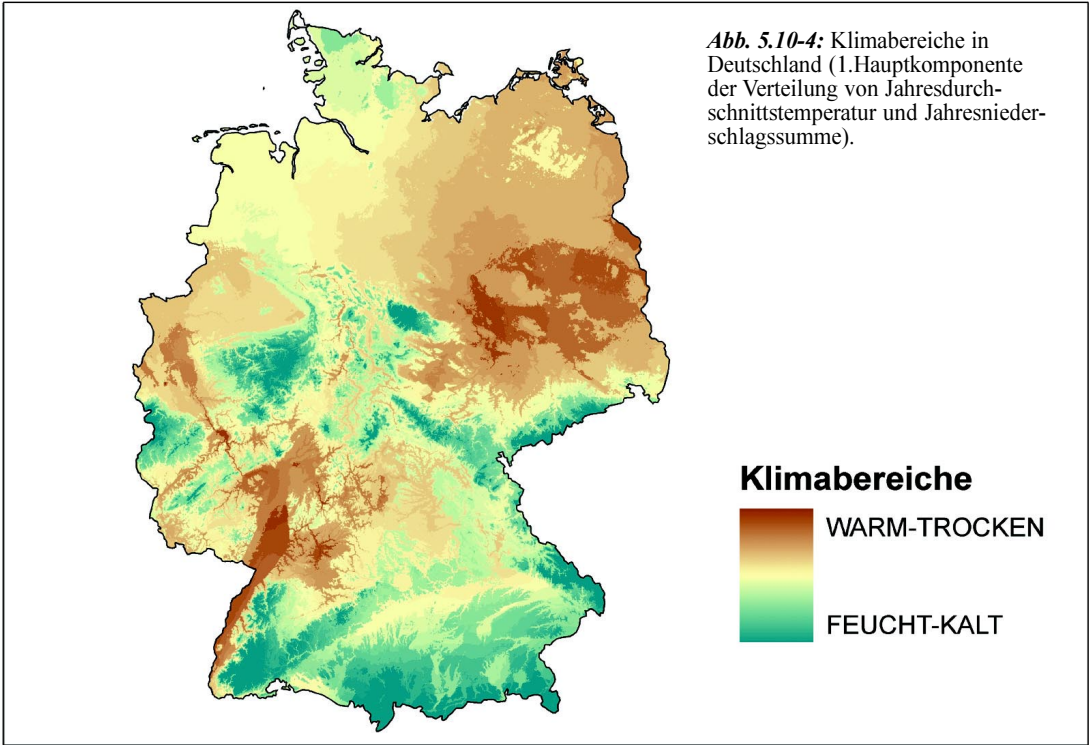 Abb. 5.10-4: Klimabereiche in
Deutschland (1.Hauptkomponente
der Verteilung von Jahresdurch-
schnittstemperatur und Jahresnieder-
schlagssumme).
Klimabereiche
WARM-TROCKEN
FEUCHT-KALT